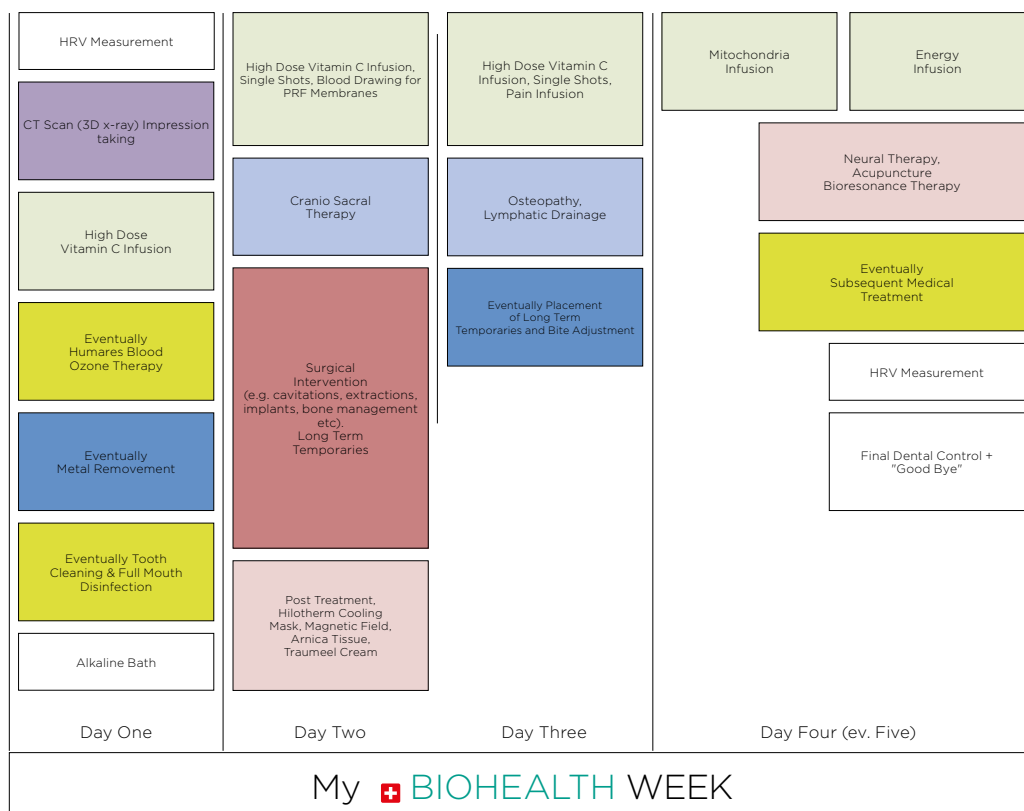 HRV Measurement
CT Scan (3D x-ray) Impression
taking
High Dose
Vitamin C Infusion
Eventually
Humares Blood
Ozone Therapy
Eventually
Metal Removement
Eventually Tooth
Cleaning & Full Mouth
Disinfection
Alkaline Bath
Day One
High Dose Vitamin C Infusion,
Single Shots, Blood Drawing for
PRF Membranes
Cranio Sacral
Therapy
Surgical
Intervention
(e.g. cavitations, extractions,
implants, bone management
etc).
Long Term
Temporaries
Post Treatment,
Hilotherm Cooling
Mask, Magnetic Field,
Arnica Tissue,
Traumeel Cream
Day Two
High Dose Vitamin C
Infusion, Single Shots,
Pain Infusion
Osteopathy,
Lymphatic Drainage
Eventually Placement
of Long Term
Temporaries and Bite Adjustment
Day Three
Mitochondria
Infusion
Energy
Infusion
Neural Therapy,
Acupuncture
Bioresonance Therapy
Eventually
Subsequent Medical
Treatment
HRV Measurement
Final Dental Control +
"Good Bye"
Day Four (ev. Five)
My BIOHEALTH WEEK